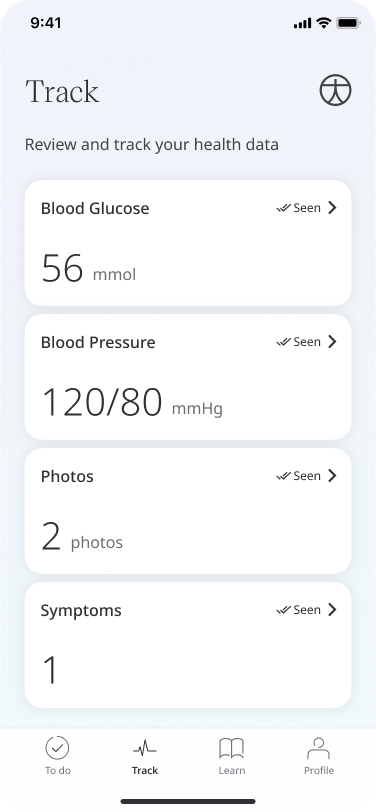 9:41
Track
Review and track your health data
Blood Glucose Seen
56 mmol
Blood Pressure Seen
120/80 mmHg
Photos Seen
2 photos
Symptoms Seen
1
To do Track Learn Profile